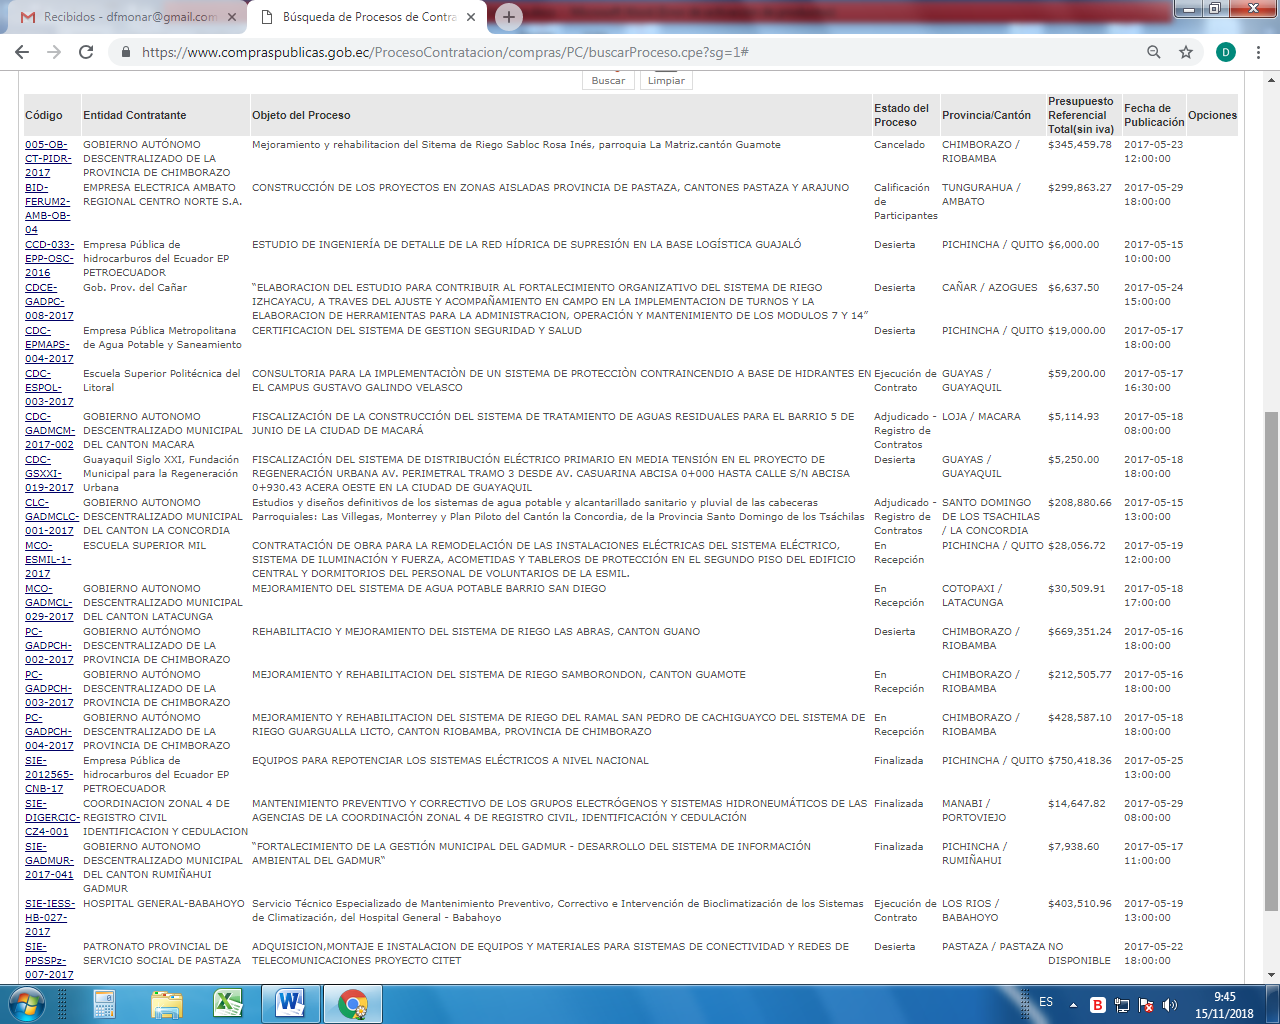 Recibidos - dfmonar@gmail.com
Búsqueda de Procesos de Contra
https://www.compraspublicas.gob.ec/ProcesoContratacion/compras/PC/buscarProceso.cpe?sg=1#
D
Buscar Limpiar
Código Entidad Contratante Objeto del Proceso Estado del Proceso Provincia/Cantón Presupuesto Referencial Total(sin iva) Fecha de Publicación Opciones
005-OB- GOBIERNO AUTÓNOMO Mejoramiento y rehabilitacion del Sitema de Riego Sabloc Rosa Inés, parroquia La Matriz.cantón Guamote Cancelado CHIMBORAZO / $345,459.78 2017-05-23
CT-PIDR- DESCENTRALIZADO DE LA RIOBAMBA 12:00:00
2017 PROVINCIA DE CHIMBORAZO
BID- EMPRESA ELECTRICA AMBATO CONSTRUCCIÓN DE LOS PROYECTOS EN ZONAS AISLADAS PROVINCIA DE PASTAZA, CANTONES PASTAZA Y ARAJUNO Calificación TUNGURAHUA / $299,863.27 2017-05-29
FERUM2- REGIONAL CENTRO NORTE S.A. de AMBATO 18:00:00
AMB-OB- Participantes
04
CCD-033- Empresa Pública de ESTUDIO DE INGENIERÍA DE DETALLE DE LA RED HÍDRICA DE SUPRESIÓN EN LA BASE LOGÍSTICA GUAJALÓ Desierta PICHINCHA / QUITO $6,000.00 2017-05-15
EPP-OSC- hidrocarburos del Ecuador EP 10:00:00
2016 PETROECUADOR
CDCE- Gob. Prov. del Cañar “ELABORACION DEL ESTUDIO PARA CONTRIBUIR AL FORTALECIMIENTO ORGANIZATIVO DEL SISTEMA DE RIEGO Desierta CAÑAR / AZOGUES $6,637.50 2017-05-24
GADPC- IZHCAYACU, A TRAVES DEL AJUSTE Y ACOMPAÑAMIENTO EN CAMPO EN LA IMPLEMENTACION DE TURNOS Y LA 15:00:00
008-2017 ELABORACION DE HERRAMIENTAS PARA LA ADMINISTRACION, OPERACIÓN Y MANTENIMIENTO DE LOS MODULOS 7 Y 14”
CDC- Empresa Pública Metropolitana CERTIFICACION DEL SISTEMA DE GESTION SEGURIDAD Y SALUD Desierta PICHINCHA / QUITO $19,000.00 2017-05-17
EPMAPS- de Agua Potable y Saneamiento 18:00:00
004-2017
CDC- Escuela Superior Politécnica del CONSULTORIA PARA LA IMPLEMENTACIÒN DE UN SISTEMA DE PROTECCIÒN CONTRAINCENDIO A BASE DE HIDRANTES EN Ejecución de GUAYAS / $59,200.00 2017-05-17
ESPOL- Litoral EL CAMPUS GUSTAVO GALINDO VELASCO Contrato GUAYAQUIL 16:30:00
003-2017
CDC- GOBIERNO AUTONOMO FISCALIZACIÓN DE LA CONSTRUCCIÓN DEL SISTEMA DE TRATAMIENTO DE AGUAS RESIDUALES PARA EL BARRIO 5 DE Adjudicado - LOJA / MACARA $5,114.93 2017-05-18
GADMCM- DESCENTRALIZADO MUNICIPAL JUNIO DE LA CIUDAD DE MACARÁ Registro de 08:00:00
2017-002 DEL CANTON MACARA Contratos
CDC- Guayaquil Siglo XXI, Fundación FISCALIZACIÓN DEL SISTEMA DE DISTRIBUCIÓN ELÉCTRICO PRIMARIO EN MEDIA TENSIÓN EN EL PROYECTO DE Desierta GUAYAS / $5,250.00 2017-05-18
GSXXI- Municipal para la Regeneración REGENERACIÓN URBANA AV. PERIMETRAL TRAMO 3 DESDE AV. CASUARINA ABCISA 0+000 HASTA CALLE S/N ABCISA GUAYAQUIL 18:00:00
019-2017 Urbana 0+930.43 ACERA OESTE EN LA CIUDAD DE GUAYAQUIL
CLC- GOBIERNO AUTONOMO Estudios y diseños definitivos de los sistemas de agua potable y alcantarillado sanitario y pluvial de las cabeceras Adjudicado - SANTO DOMINGO $208,880.66 2017-05-15
GADMCLC- DESCENTRALIZADO MUNICIPAL Parroquiales: Las Villegas, Monterrey y Plan Piloto del Cantón la Concordia, de la Provincia Santo Domingo de los Tsáchilas Registro de DE LOS TSACHILAS 13:00:00
001-2017 DEL CANTON LA CONCORDIA Contratos / LA CONCORDIA
MCO- ESCUELA SUPERIOR MIL CONTRATACIÓN DE OBRA PARA LA REMODELACIÓN DE LAS INSTALACIONES ELÉCTRICAS DEL SISTEMA ELÉCTRICO, En PICHINCHA / QUITO $28,056.72 2017-05-19
ESMIL-1- SISTEMA DE ILUMINACIÓN Y FUERZA, ACOMETIDAS Y TABLEROS DE PROTECCIÓN EN EL SEGUNDO PISO DEL EDIFICIO Recepción 12:00:00
2017 CENTRAL Y DORMITORIOS DEL PERSONAL DE VOLUNTARIOS DE LA ESMIL.
MCO- GOBIERNO AUTÓNOMO MEJORAMIENTO DEL SISTEMA DE AGUA POTABLE BARRIO SAN DIEGO En COTOPAXI / $30,509.91 2017-05-18
GADMCL- DESCENTRALIZADO MUNICIPAL Recepción LATACUNGA 17:00:00
029-2017 DEL CANTON LATACUNGA
PC- GOBIERNO AUTÓNOMO REHABILITACIO Y MEJORAMIENTO DEL SISTEMA DE RIEGO LAS ABRAS, CANTON GUANO Desierta CHIMBORAZO / $669,351.24 2017-05-16
GADPCH- DESCENTRALIZADO DE LA RIOBAMBA 18:00:00
002-2017 PROVINCIA DE CHIMBORAZO
PC- GOBIERNO AUTÓNOMO MEJORAMIENTO Y REHABILITACION DEL SISTEMA DE RIEGO SAMBORONDON, CANTON GUAMOTE En CHIMBORAZO / $212,505.77 2017-05-16
GADPCH- DESCENTRALIZADO DE LA Recepción RIOBAMBA 18:00:00
003-2017 PROVINCIA DE CHIMBORAZO
PC- GOBIERNO AUTÓNOMO MEJORAMIENTO Y REHABILITACION DEL SISTEMA DE RIEGO DEL RAMAL SAN PEDRO DE CACHIGUAYCO DEL SISTEMA DE En CHIMBORAZO / $428,587.10 2017-05-18
GADPCH- DESCENTRALIZADO DE LA RIEGO GUARGUALLA LICTO, CANTON RIOBAMBA, PROVINCIA DE CHIMBORAZO Recepción RIOBAMBA 18:00:00
004-2017 PROVINCIA DE CHIMBORAZO
SIE- Empresa Pública de EQUIPOS PARA REPOTENCIAR LOS SISTEMAS ELÉCTRICOS A NIVEL NACIONAL Finalizada PICHINCHA / QUITO $750,418.36 2017-05-25
2012565- hidrocarburos del Ecuador EP 13:00:00
CNB-17 PETROECUADOR
SIE- COORDINACION ZONAL 4 DE MANTENIMIENTO PREVENTIVO Y CORRECTIVO DE LOS GRUPOS ELECTRÓGENOS Y SISTEMAS HIDRONEUMÁTICOS DE LAS Finalizada MANABI / $14,647.82 2017-05-29
DIGERCIC- REGISTRO CIVIL AGENCIAS DE LA COORDINACIÓN ZONAL 4 DE REGISTRO CIVIL, IDENTIFICACIÓN Y CEDULACIÓN PORTOVIEJO 08:00:00
CZ4-001 IDENTIFICACION Y CEDULACION
SIE- GOBIERNO AUTONOMO “FORTALECIMIENTO DE LA GESTIÓN MUNICIPAL DEL GADMUR - DESARROLLO DEL SISTEMA DE INFORMACIÓN Finalizada PICHINCHA / $7,938.60 2017-05-17
GADMUR- DESCENTRALIZADO MUNICIPAL AMBIENTAL DEL GADMUR“ RUMIÑAHUI 11:00:00
2017-041 DEL CANTON RUMIÑAHUI
GADMUR
SIE-IESS- HOSPITAL GENERAL-BABAHOYO Servicio Técnico Especializado de Mantenimiento Preventivo, Correctivo e Intervención de Bioclimatización de los Sistemas Ejecución de LOS RIOS / $403,510.96 2017-05-19
HB-027- de Climatización, del Hospital General - Babahoyo Contrato BABAHOYO 13:00:00
2017
SIE- PATRONATO PROVINCIAL DE ADQUISICION,MONTAJE E INSTALACION DE EQUIPOS Y MATERIALES PARA SISTEMAS DE CONECTIVIDAD Y REDES DE Desierta PASTAZA / PASTAZA NO 2017-05-22
PPSSPz- SERVICIO SOCIAL DE PASTAZA TELECOMUNICACIONES PROYECTO CITET DISPONIBLE 18:00:00
007-2017
ES 9:45
15/11/2018